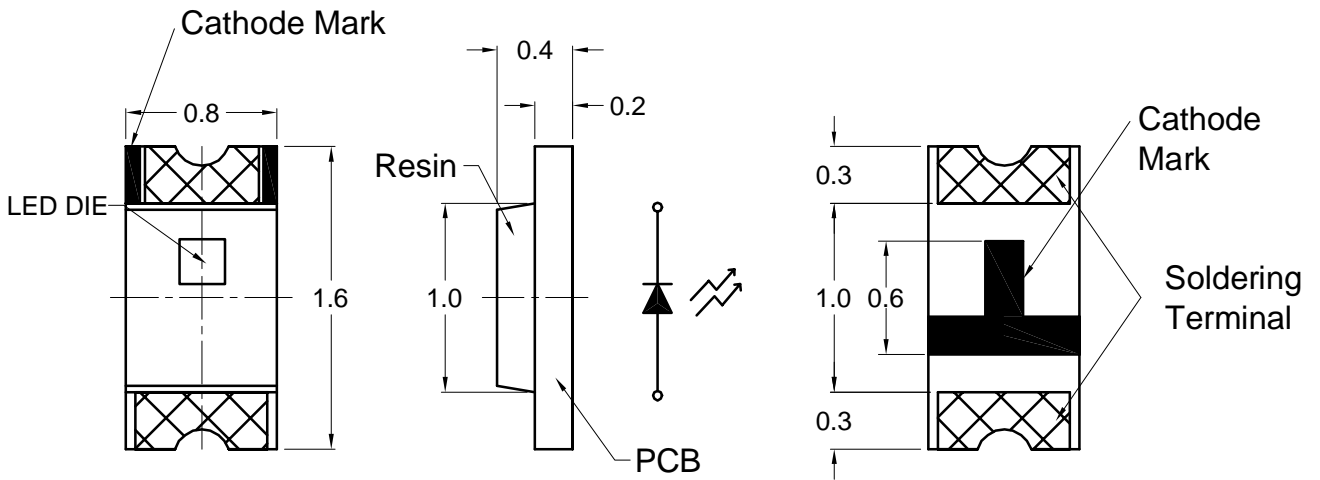 Cathode Mark
0.8
LED DIE
1.6
0.4
0.2
Resin
1.0
PCB
Cathode
Mark
0.3
1.0
0.6
Soldering
Terminal
0.3